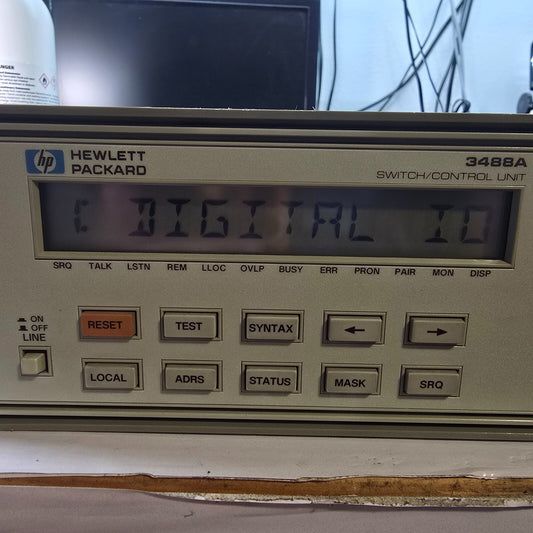 NGER
hp HEWLETT
PACKARD
3488A
SWITCH/CONTROL UNIT
DIGITAL IO
SRQ TALK LSTN REM LLOC OVLP BUSY ERR PRON PAIR MON DISP
ON
OFF
LINE
RESET TEST SYNTAX ← →
LOCAL ADRS STATUS MASK SRQ